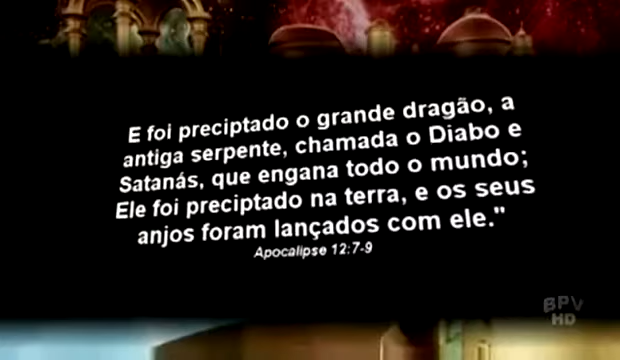 E foi preciptado o grande dragão, a
antiga serpente, chamada o Diabo e
Satanás, que engana todo o mundo;
Ele foi preciptado na terra, e os seus
anjos foram lançados com ele."
Apocalipse 12:7-9
BPV
HD